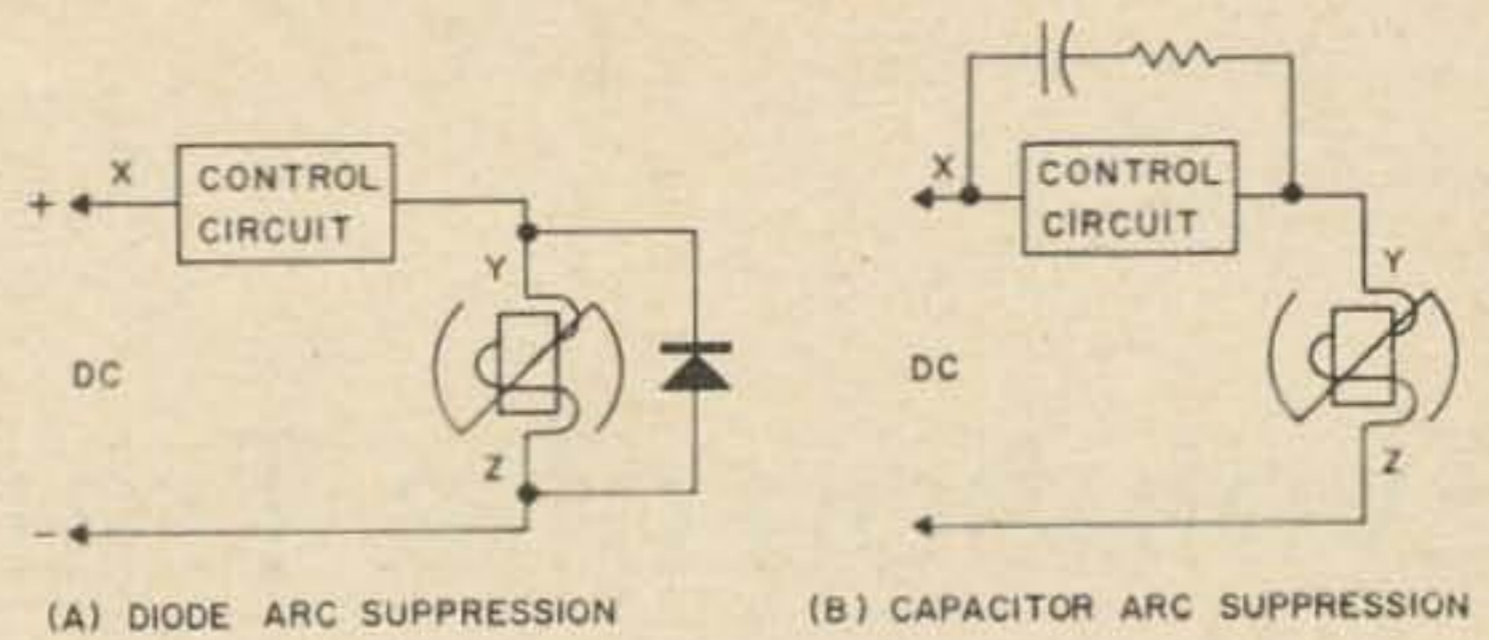 X
+
CONTROL
CIRCUIT
Y
DC
Z
-
(A) DIODE ARC SUPPRESSION
X
CONTROL
CIRCUIT
Y
DC
Z
(B) CAPACITOR ARC SUPPRESSION